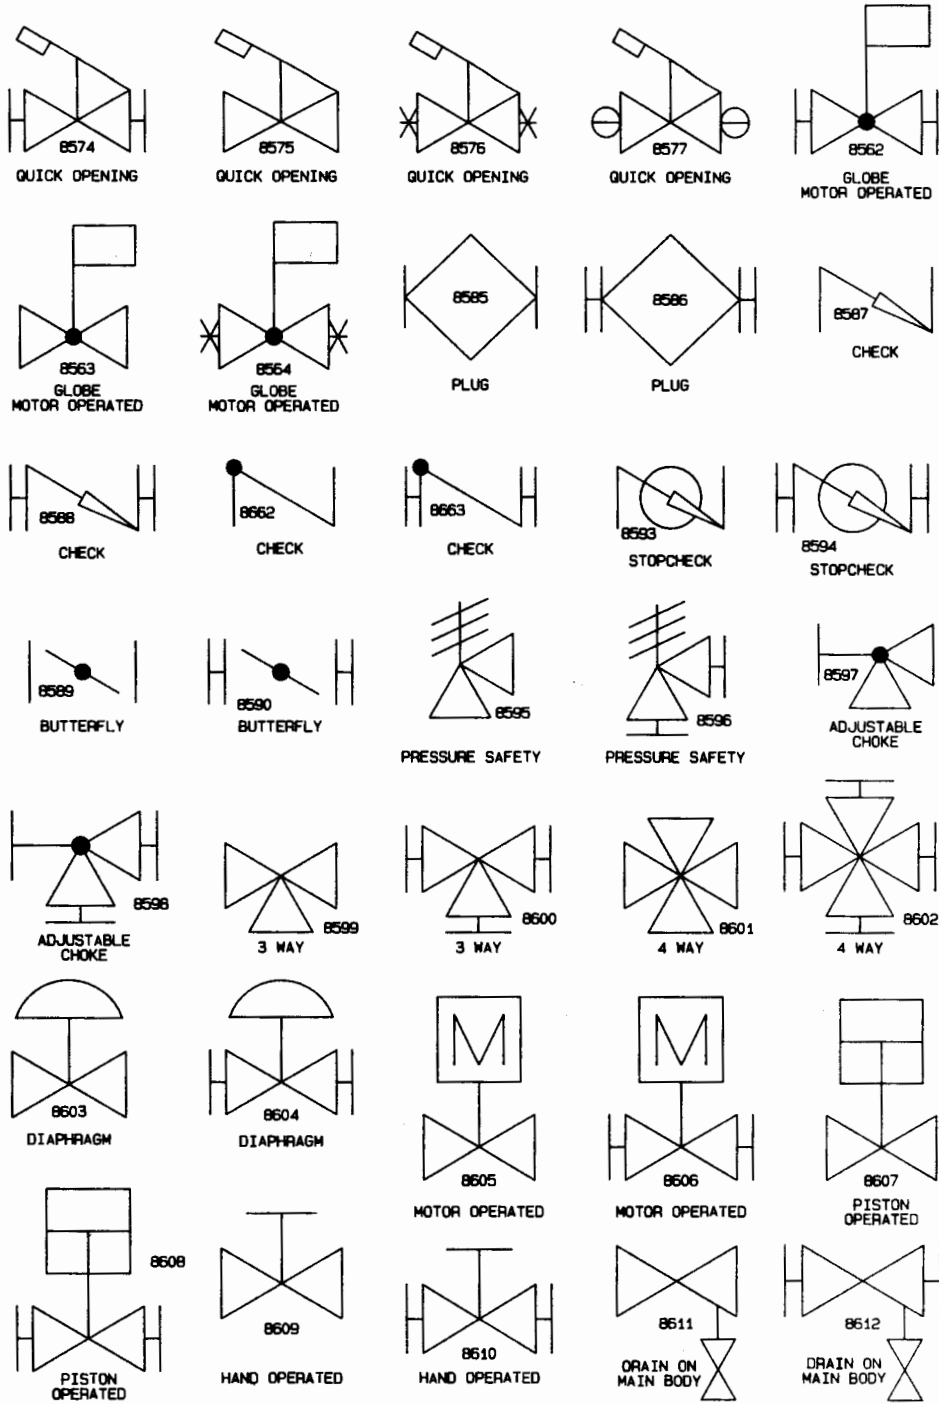 8574
QUICK OPENING
8575
QUICK OPENING
8576
QUICK OPENING
8577
QUICK OPENING
8562
GLOBE
MOTOR OPERATED
8563
GLOBE
MOTOR OPERATED
8564
GLOBE
MOTOR OPERATED
8585
PLUG
8586
PLUG
8587
CHECK
8588
CHECK
8662
CHECK
8663
CHECK
8593
STOPCHECK
8594
STOPCHECK
8589
BUTTERFLY
8590
BUTTERFLY
8595
PRESSURE SAFETY
8596
PRESSURE SAFETY
8597
ADJUSTABLE
CHOKE
8598
ADJUSTABLE
CHOKE
8599
3 WAY
8600
3 WAY
8601
4 WAY
8602
4 WAY
8603
DIAPHRAGM
8604
DIAPHRAGM
M
8605
MOTOR OPERATED
M
8606
MOTOR OPERATED
8607
PISTON
OPERATED
8608
PISTON
OPERATED
8609
HAND OPERATED
8610
HAND OPERATED
8611
DRAIN ON
MAIN BODY
8612
DRAIN ON
MAIN BODY